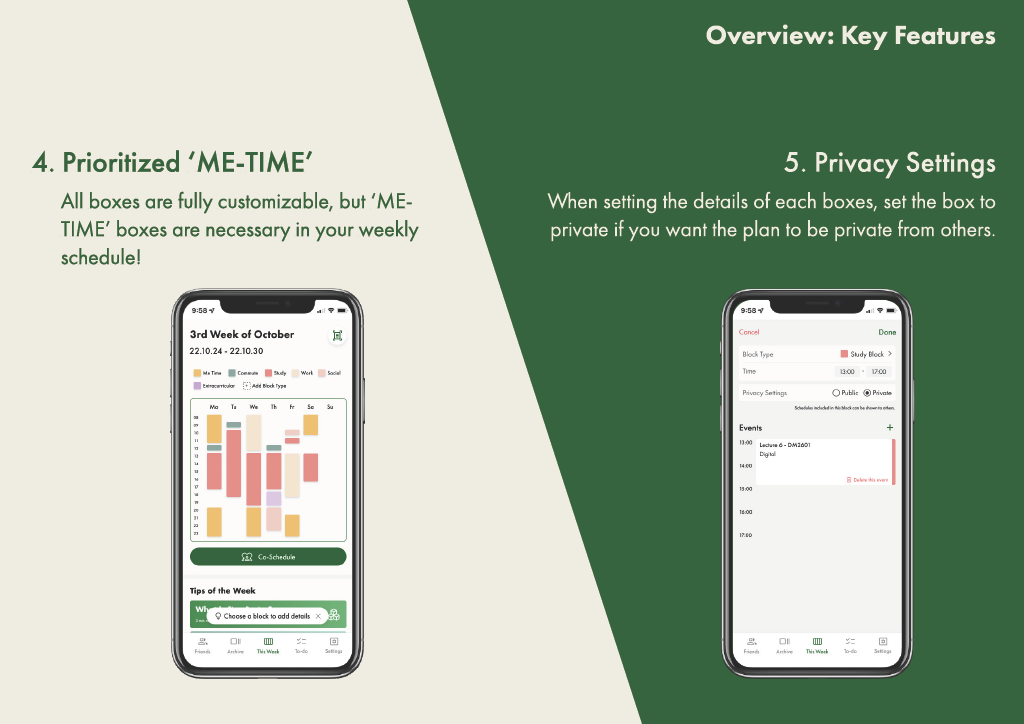 Overview: Key Features
4. Prioritized ‘ME-TIME’
All boxes are fully customizable, but ‘ME-
TIME’ boxes are necessary in your weekly
schedule!
9:58
3rd Week of October
22.10.24 - 22.10.30
Me Time Commute Study Work Social
Extracurricular Add Block Type
Mo Tu We Th Fr Sa Su
08
09
10
11
12
13
14
15
16
17
18
19
20
21
22
23
Co-Schedule
Tips of the Week
Choose a block to add details
Friends Archive This Week To-do Settings
5. Privacy Settings
When setting the details of each boxes, set the box to
private if you want the plan to be private from others.
9:58
Cancel Done
Block Type Study Block
Time 13:00 - 17:00
Privacy Settings Public Private
Schedules included in this block can be shown to others.
Events +
13:00 Lecture 6 - DM2601
Digital
14:00
Delete this event
15:00
16:00
17:00
Friends Archive This Week To-do Settings